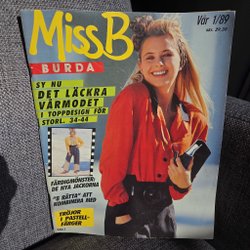 Miss B
BURDA
Vår 1/89
SY NU
DET LÄCKRA
VÅRMODET
I TOPPDESIGN FÖR
STORL. 34-44
FÄRDIGMÖNSTER:
DE NYA JACKORNA
"5 RÄTTA" ATT
KOMBINERA MED
TRÖJOR
I PASTELL-
FÄRGER